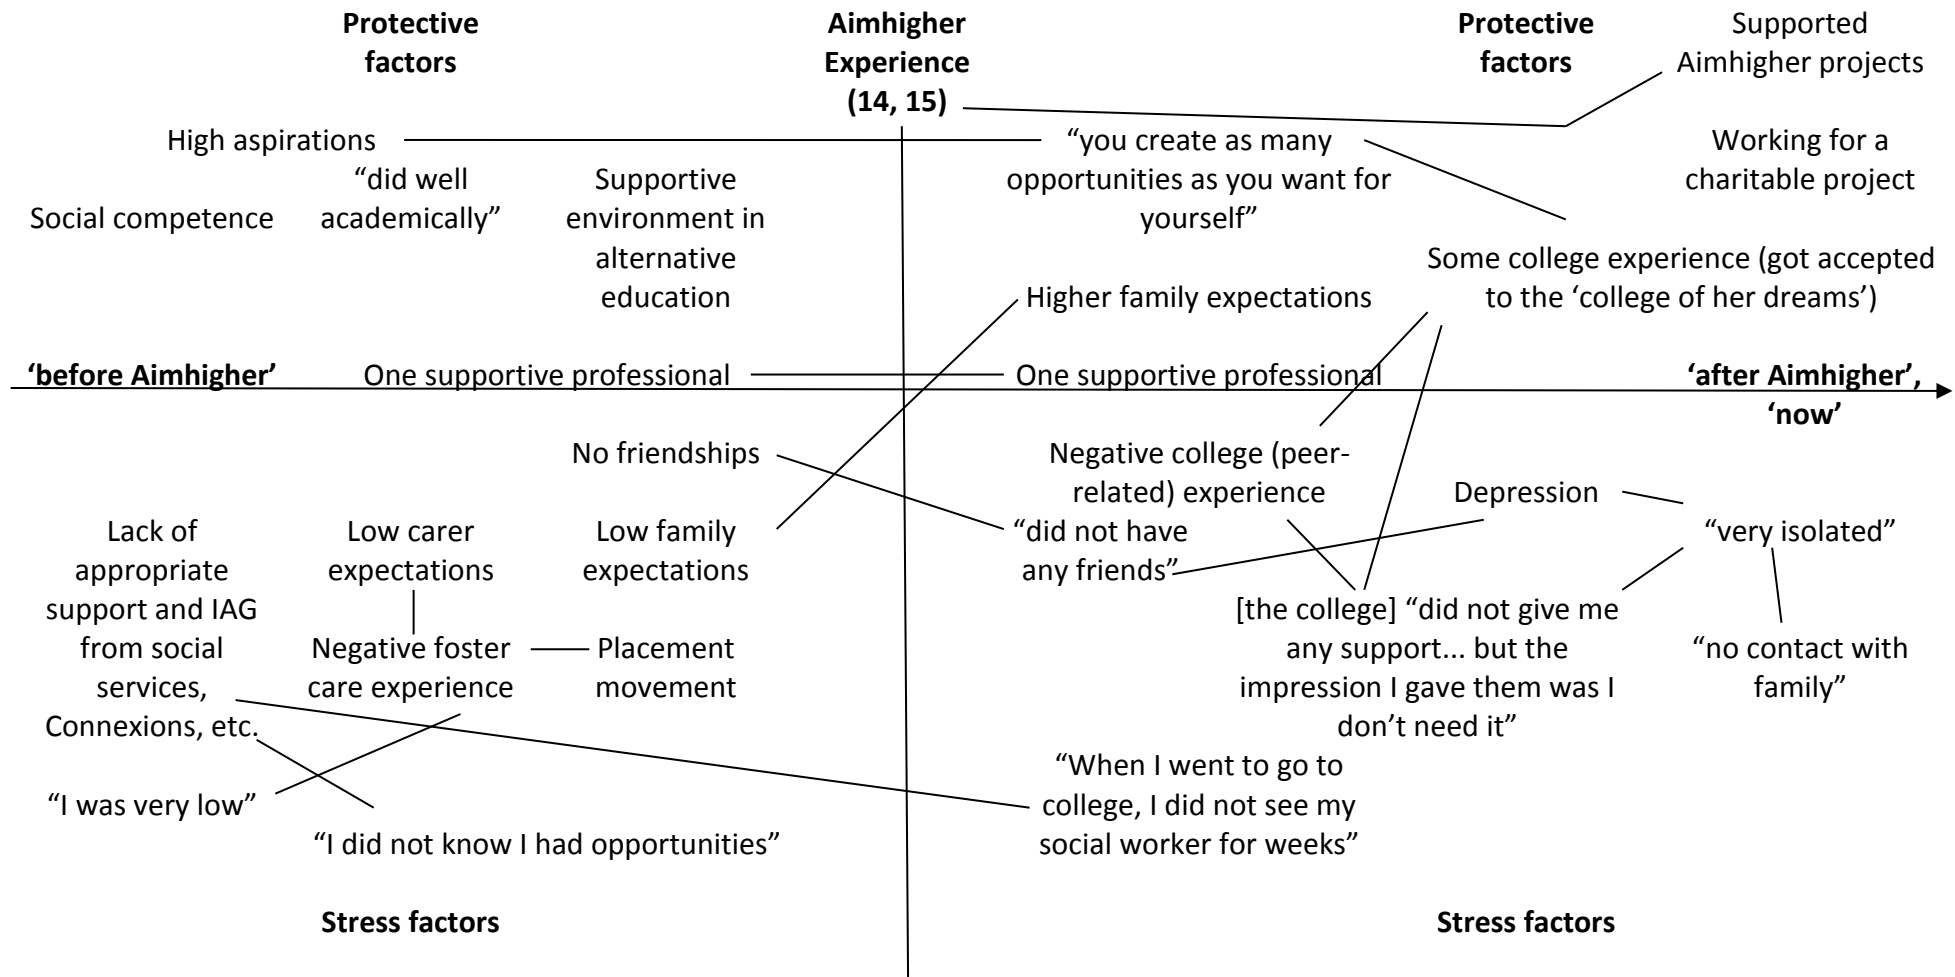 Protective
factors
Aimhigher
Experience
(14, 15)
Protective
factors
Supported
Aimhigher projects
High aspirations
“did well
academically”
Social competence
Supportive
environment in
alternative
education
“you create as many
opportunities as you want for
yourself”
Working for a
charitable project
Some college experience (got accepted
to the ‘college of her dreams’)
Higher family expectations
‘before Aimhigher’
One supportive professional
One supportive professional
‘after Aimhigher’,
‘now’
No friendships
Negative college (peer-
related) experience
Depression
Lack of
appropriate
support and IAG
from social
services,
Connexions, etc.
Low carer
expectations
Low family
expectations
“did not have
any friends”
“very isolated”
Negative foster
care experience
Placement
movement
[the college] “did not give me
any support... but the
impression I gave them was I
don’t need it”
“no contact with
family”
“I was very low”
“I did not know I had opportunities”
“When I went to go to
college, I did not see my
social worker for weeks”
Stress factors
Stress factors